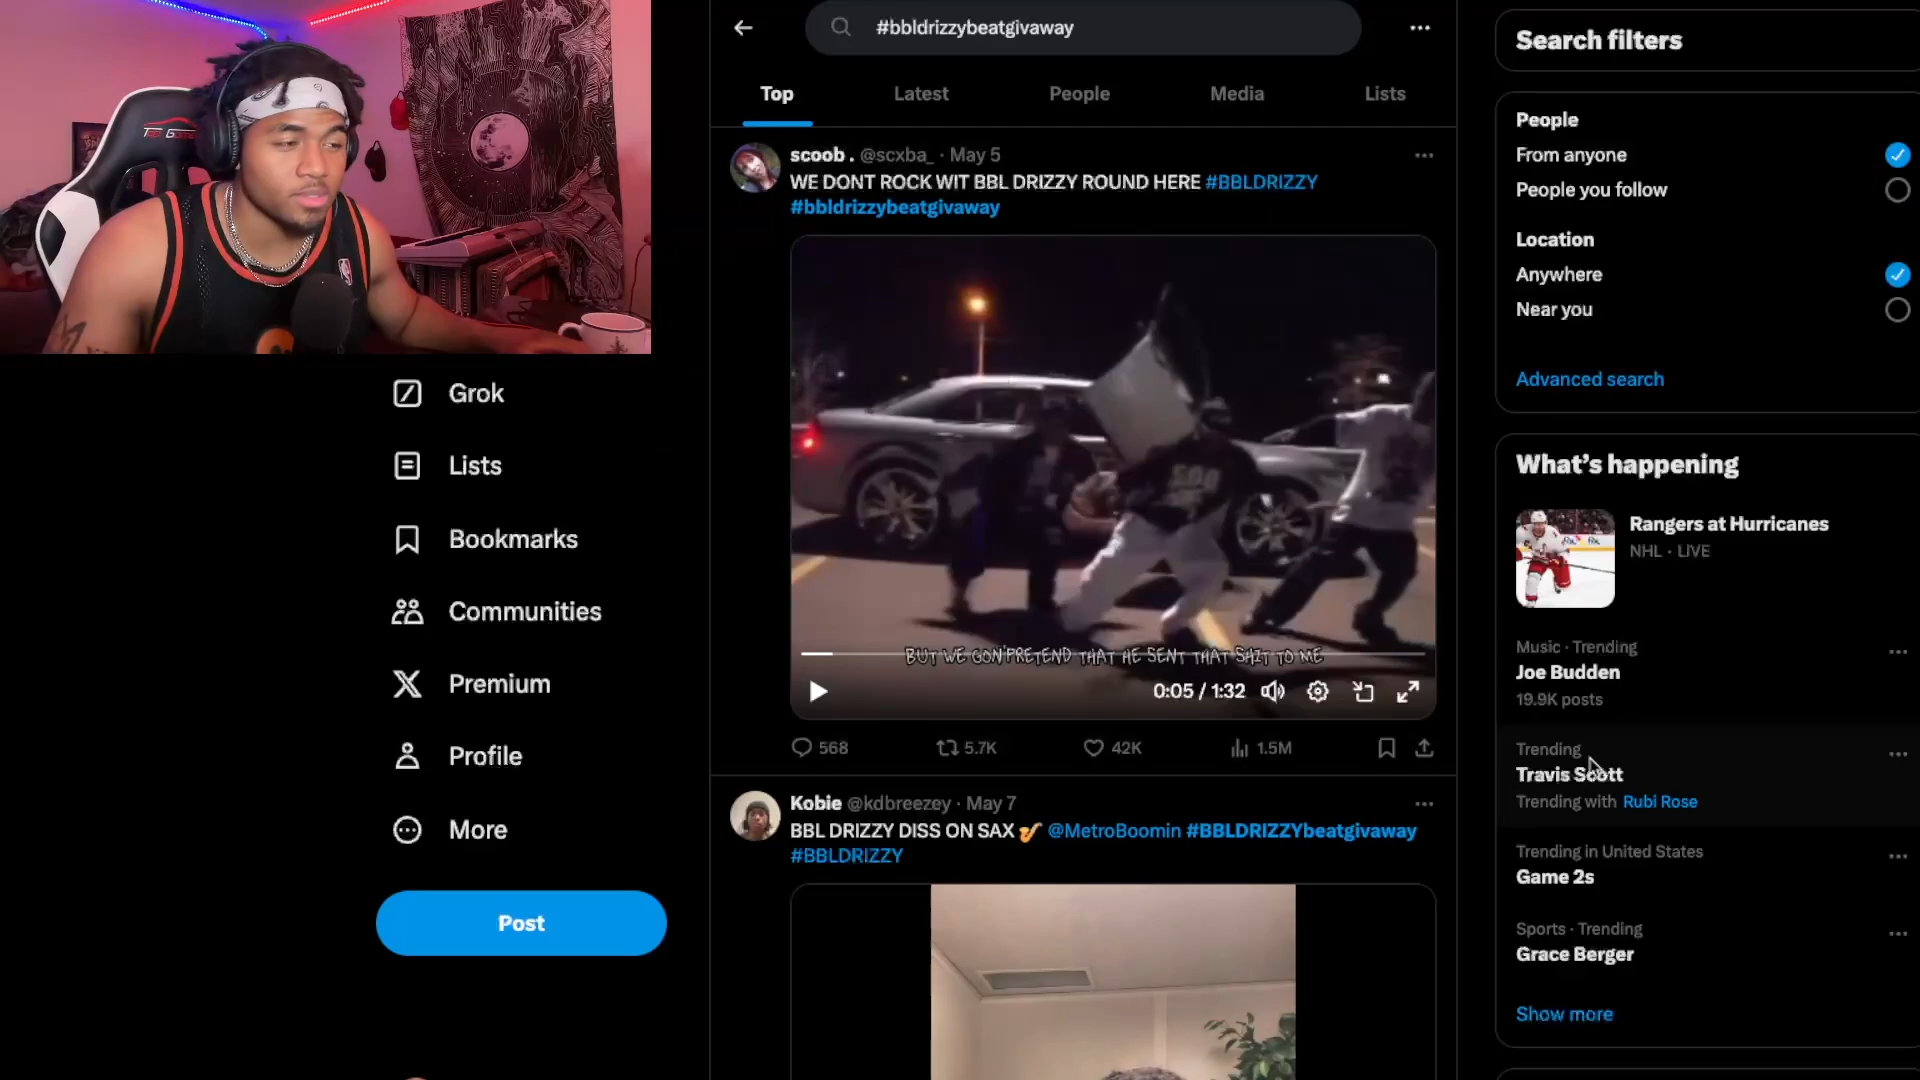 #bbldrizzybeatgivaway
Top
Latest
People
Media
Lists
scoob . @scxba_ · May 5
WE DONT ROCK WIT BBL DRIZZY ROUND HERE #BBLDRIZZY
#bbldrizzybeatgivaway
500
BUT WE GON'PRETEND THAT HE SENT THAT SHIT TO ME
0:05 / 1:32
568
5.7K
42K
1.5M
Kobie @kdbreezey · May 7
BBL DRIZZY DISS ON SAX 🎷 @MetroBoomin #BBLDRIZZYbeatgivaway
#BBLDRIZZY
Grok
Lists
Bookmarks
Communities
Premium
Profile
More
Post
Search filters
People
From anyone
People you follow
Location
Anywhere
Near you
Advanced search
What's happening
Rangers at Hurricanes
NHL · LIVE
Music · Trending
Joe Budden
19.9K posts
Trending
Travis Scott
Trending with Rubi Rose
Trending in United States
Game 2s
Sports · Trending
Grace Berger
Show more